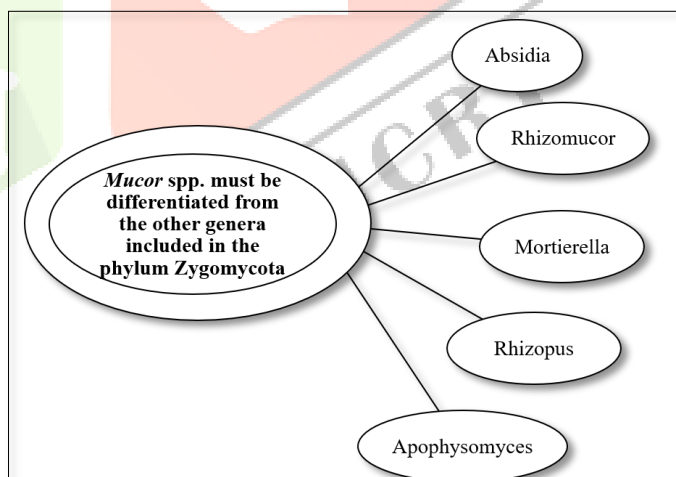 Absidia
Rhizomucor
Mucor spp. must be
differentiated from
the other genera
included in the
phylum Zygomycota
Mortierella
Rhizopus
Apophysomyces